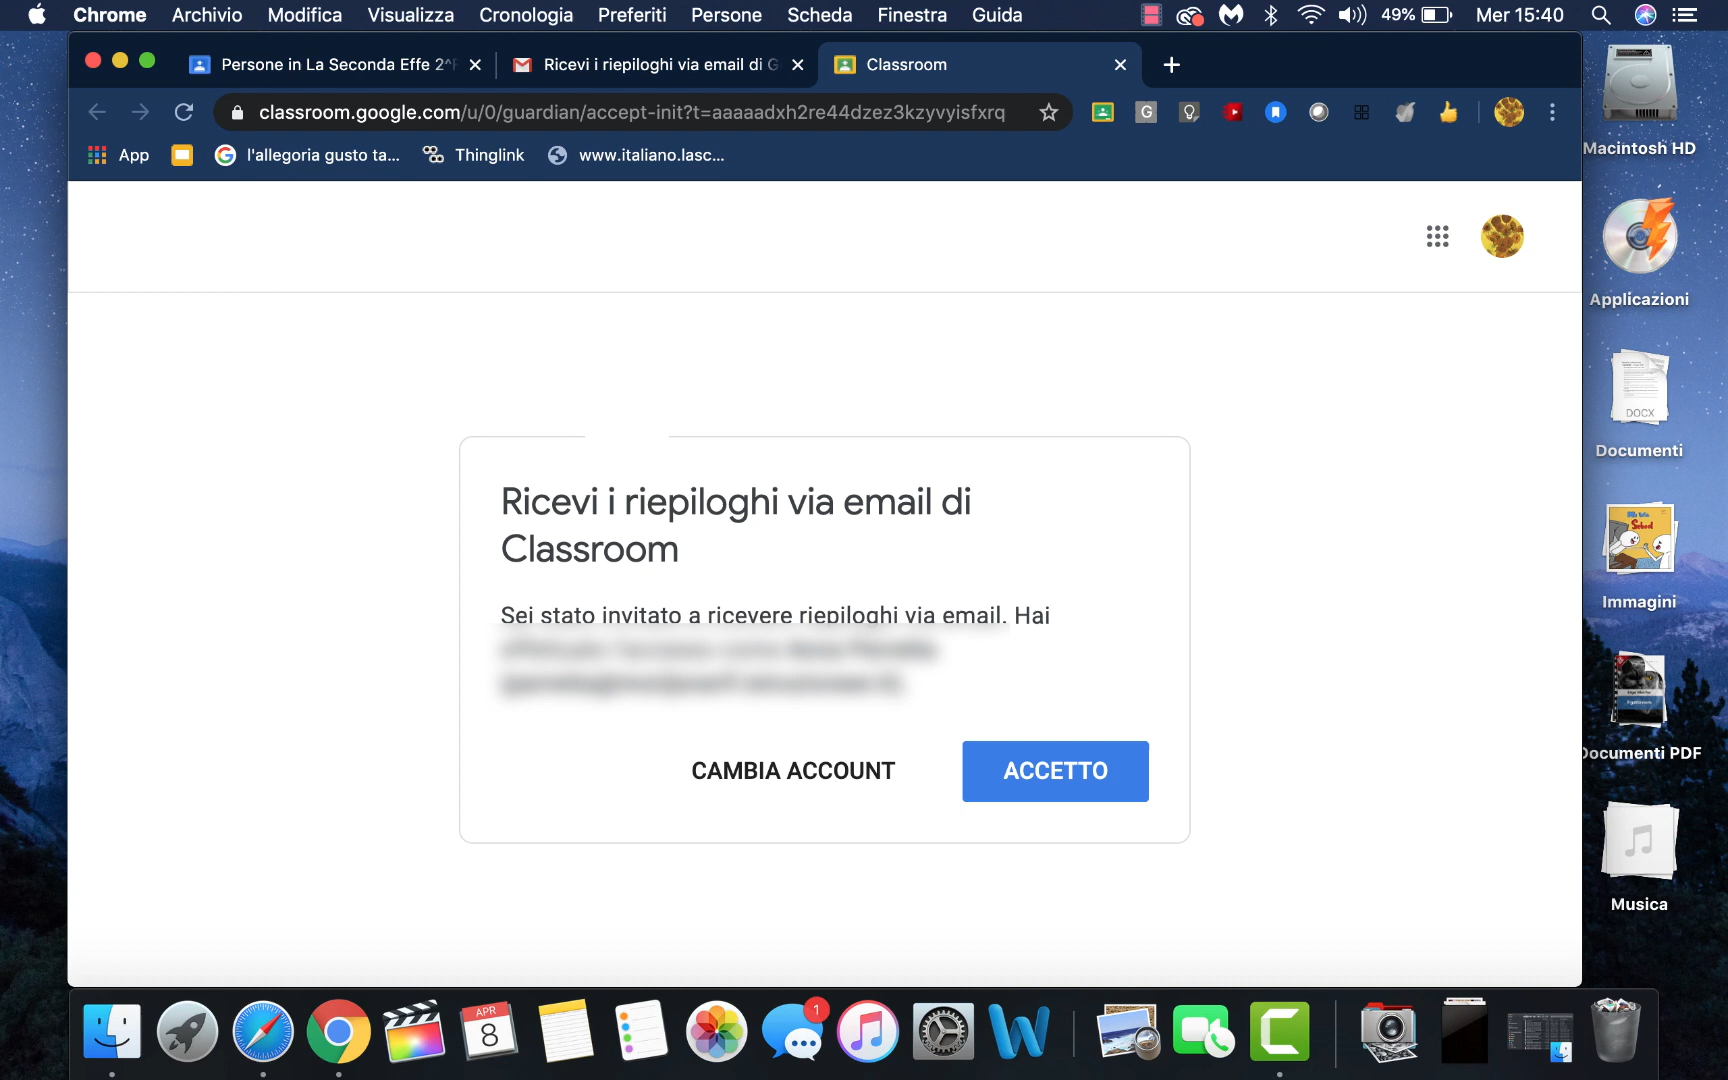 Chrome Archivio Modifica Visualizza Cronologia Preferiti Persone Scheda Finestra Guida 49% Mer 15:40
Persone in La Seconda Effe 2^F
Ricevi i riepiloghi via email di G
Classroom
classroom.google.com/u/0/guardian/accept-init?t=aaaaadxh2re44dzez3kzyvyisfxrq
App
l'allegoria gusto ta...
Thinglink
www.italiano.lasc...
Ricevi i riepiloghi via email di
Classroom
Sei stato invitato a ricevere riepiloghi via email. Hai
CAMBIA ACCOUNT
ACCETTO
Macintosh HD
Applicazioni
DOCX
Documenti
School
Immagini
Documenti PDF
Musica
APR
8
1